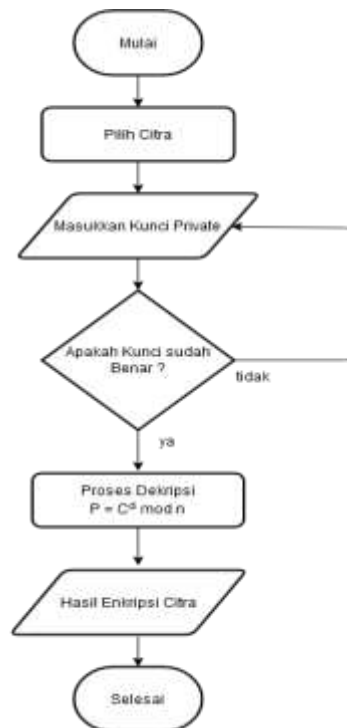 Mulai
Pilih Citra
Masukkan Kunci Private
Apakah Kunci sudah
Benar ?
tidak
ya
Proses Dekripsi
P = Cᵈ mod n
Hasil Enkripsi Citra
Selesai